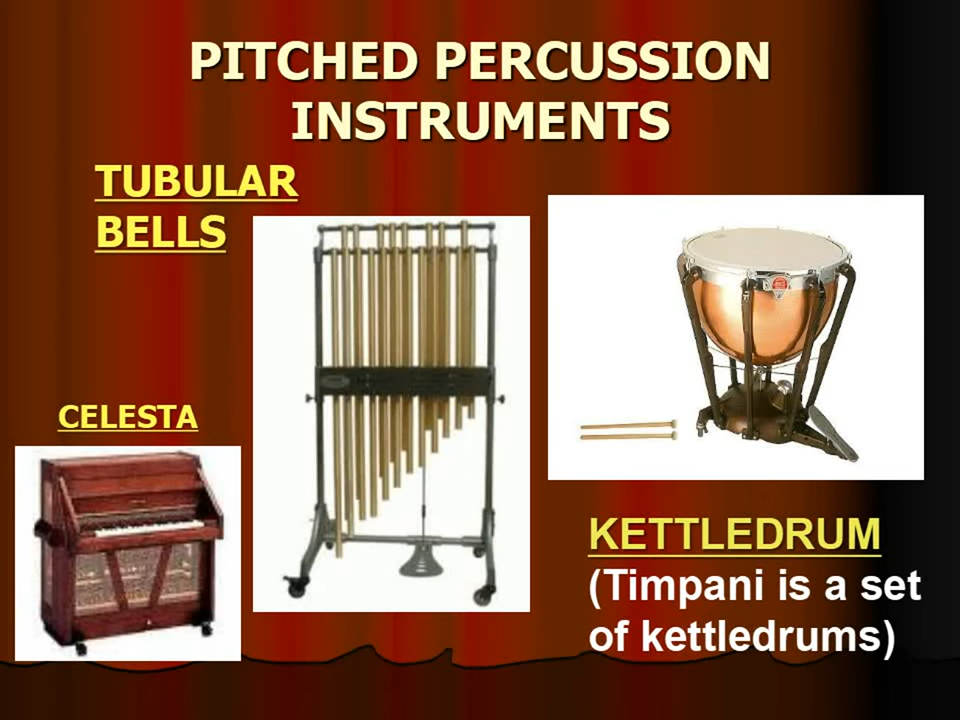 PITCHED PERCUSSION
INSTRUMENTS
TUBULAR
BELLS
CELESTA
KETTLEDRUM
(Timpani is a set
of kettledrums)